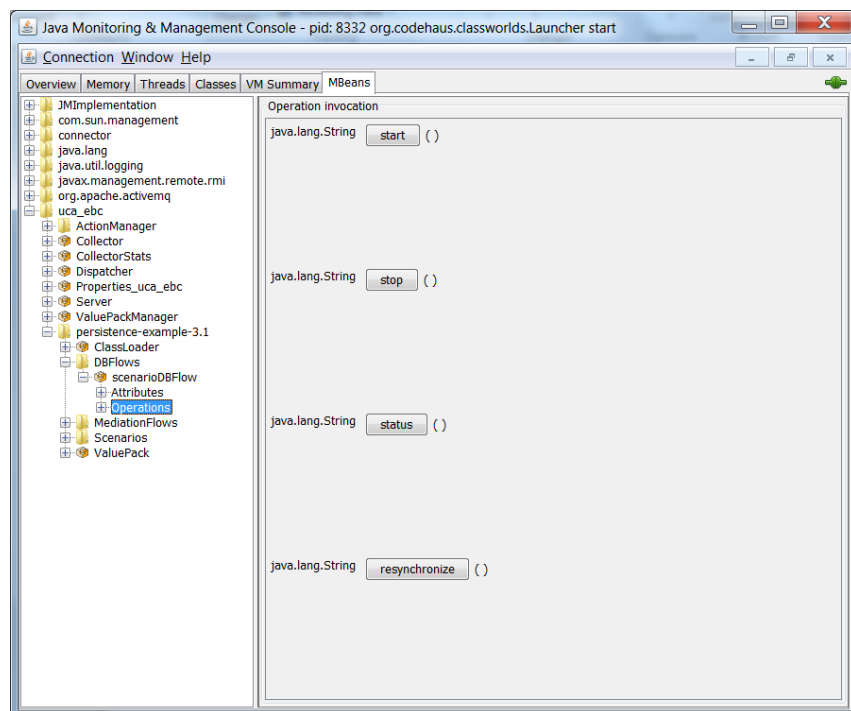 Java Monitoring & Management Console - pid: 8332 org.codehaus.classworlds.Launcher start
Connection Window Help
Overview Memory Threads Classes VM Summary MBeans
JMImplementation
com.sun.management
connector
java.lang
java.util.logging
javax.management.remote.rmi
org.apache.activemq
uca_ebc
ActionManager
Collector
CollectorStats
Dispatcher
Properties_uca_ebc
Server
ValuePackManager
persistence-example-3.1
ClassLoader
DBFlows
scenarioDBFlow
Attributes
Operations
MediationFlows
Scenarios
ValuePack
Operation invocation
java.lang.String start ( )
java.lang.String stop ( )
java.lang.String status ( )
java.lang.String resynchronize ( )